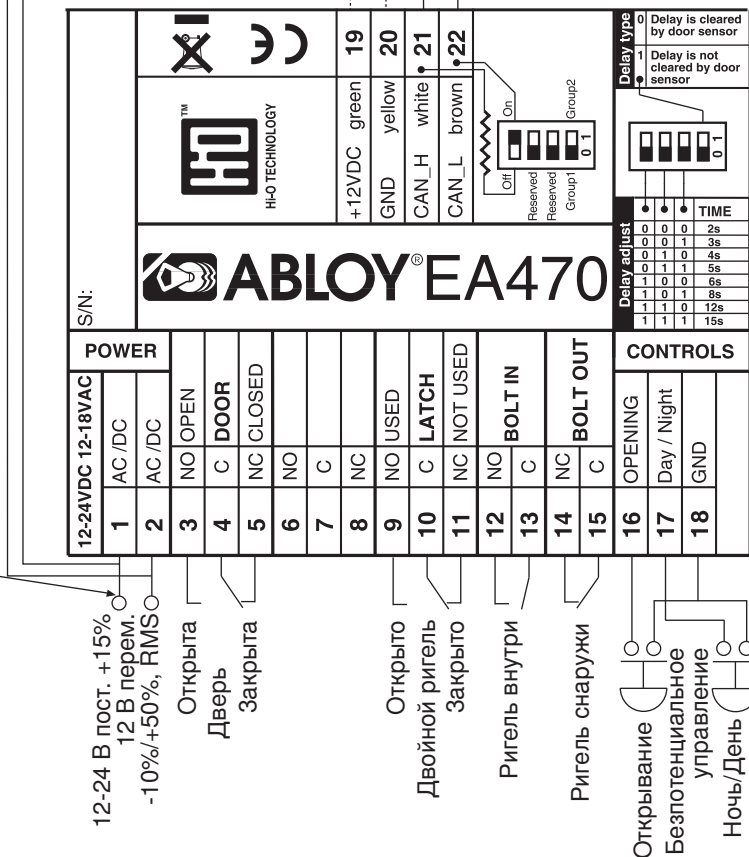 Delay type
0 Delay is cleared
by door sensor
1 Delay is not
cleared by door
sensor
19
20
21
22
+12VDC green
GND yellow
CAN_H white
CAN_L brown
HiO
TM
Hi-O TECHNOLOGY
On
Off
Reserved
Reserved
Group1
Group2
0 1
0 1
Delay adjust
TIME
0 0 0 2s
0 0 1 3s
0 1 0 4s
0 1 1 5s
1 0 0 6s
1 0 1 8s
1 1 0 12s
1 1 1 15s
ABLOY® EA470
S/N:
POWER
CONTROLS
12-24VDC 12-18VAC
1 AC /DC
2 AC /DC
3 NO OPEN
4 C DOOR
5 NC CLOSED
6 NO
7 C
8 NC
9 NO USED
10 C LATCH
11 NC NOT USED
12 NO BOLT IN
13 C
14 NC BOLT OUT
15 C
16 OPENING
17 Day / Night
18 GND
12-24 В пост. +15%
12 В перем.
-10%/+50%, RMS
Открыта
Дверь
Закрыта
Открыто
Двойной ригель
Закрыто
Ригель внутри
Ригель снаружи
Открывание
Безпотенциальное
управление
Ночь/День